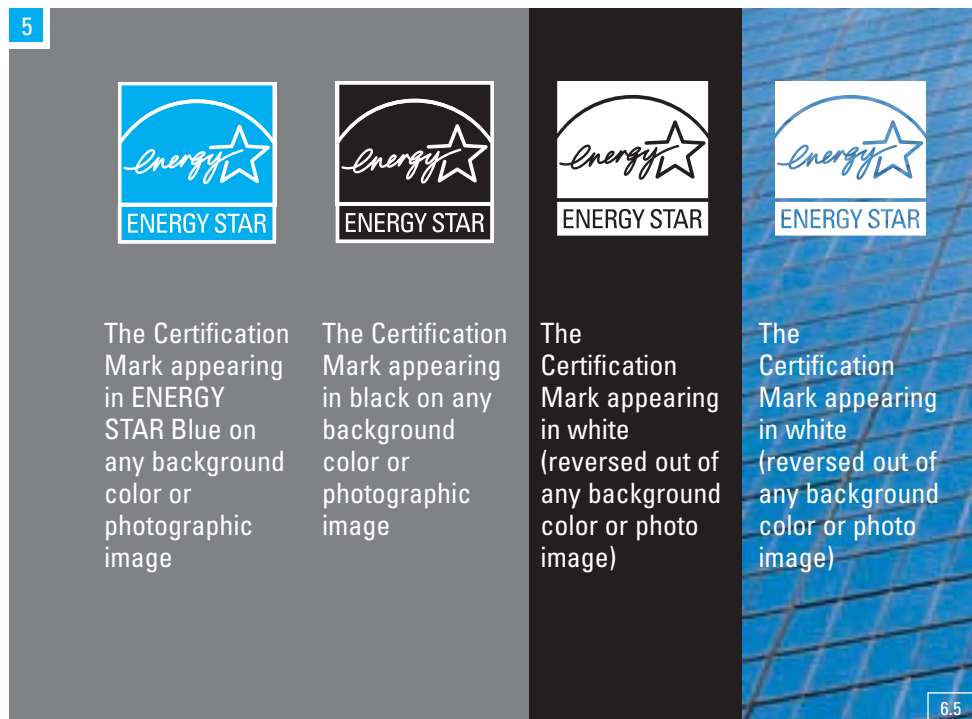 5
energy
ENERGY STAR
energy
ENERGY STAR
energy
ENERGY STAR
energy
ENERGY STAR
The Certification
Mark appearing
in ENERGY
STAR Blue on
any background
color or
photographic
image
The Certification
Mark appearing
in black on any
background
color or
photographic
image
The
Certification
Mark appearing
in white
(reversed out of
any background
color or photo
image)
The
Certification
Mark appearing
in white
(reversed out of
any background
color or photo
image)
6.5